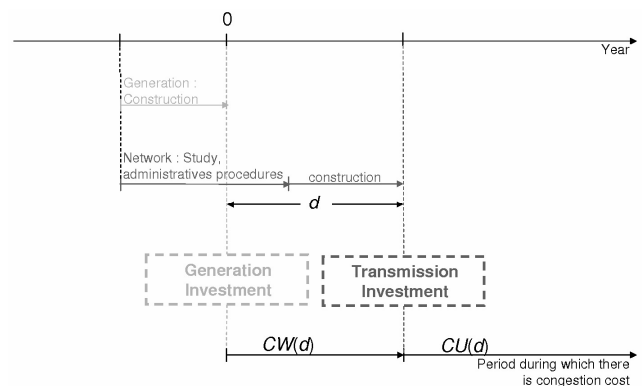 0
Year
Generation :
Construction
Network : Study,
administratives procedures
construction
d
Generation
Investment
Transmission
Investment
CW(d)
CU(d)
Period during which there
is congestion cost